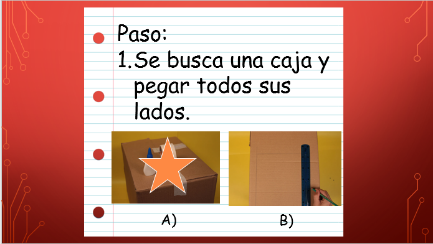 Paso:
1.Se busca una caja y
pegar todos sus
lados.
A)
B)